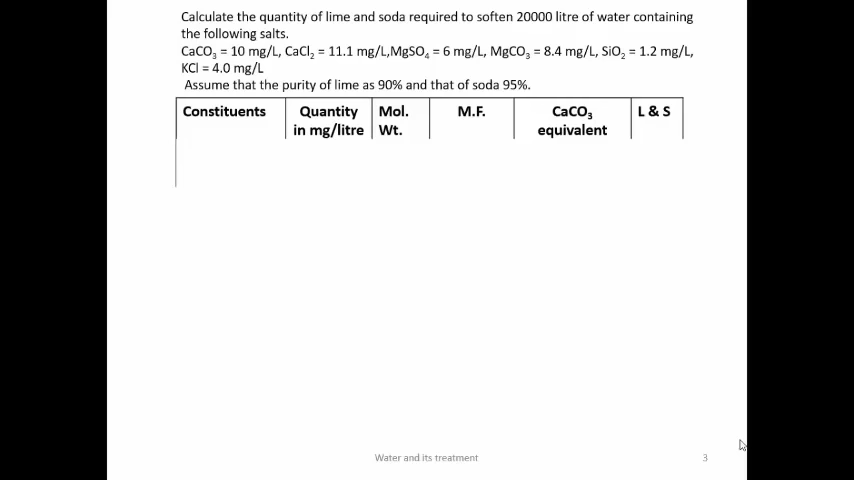 Calculate the quantity of lime and soda required to soften 20000 litre of water containing
the following salts.
CaCO₃ = 10 mg/L, CaCl₂ = 11.1 mg/L,MgSO₄ = 6 mg/L, MgCO₃ = 8.4 mg/L, SiO₂ = 1.2 mg/L,
KCl = 4.0 mg/L
Assume that the purity of lime as 90% and that of soda 95%.
Constituents Quantity Mol. M.F. CaCO₃ L & S
in mg/litre Wt. equivalent
Water and its treatment 3